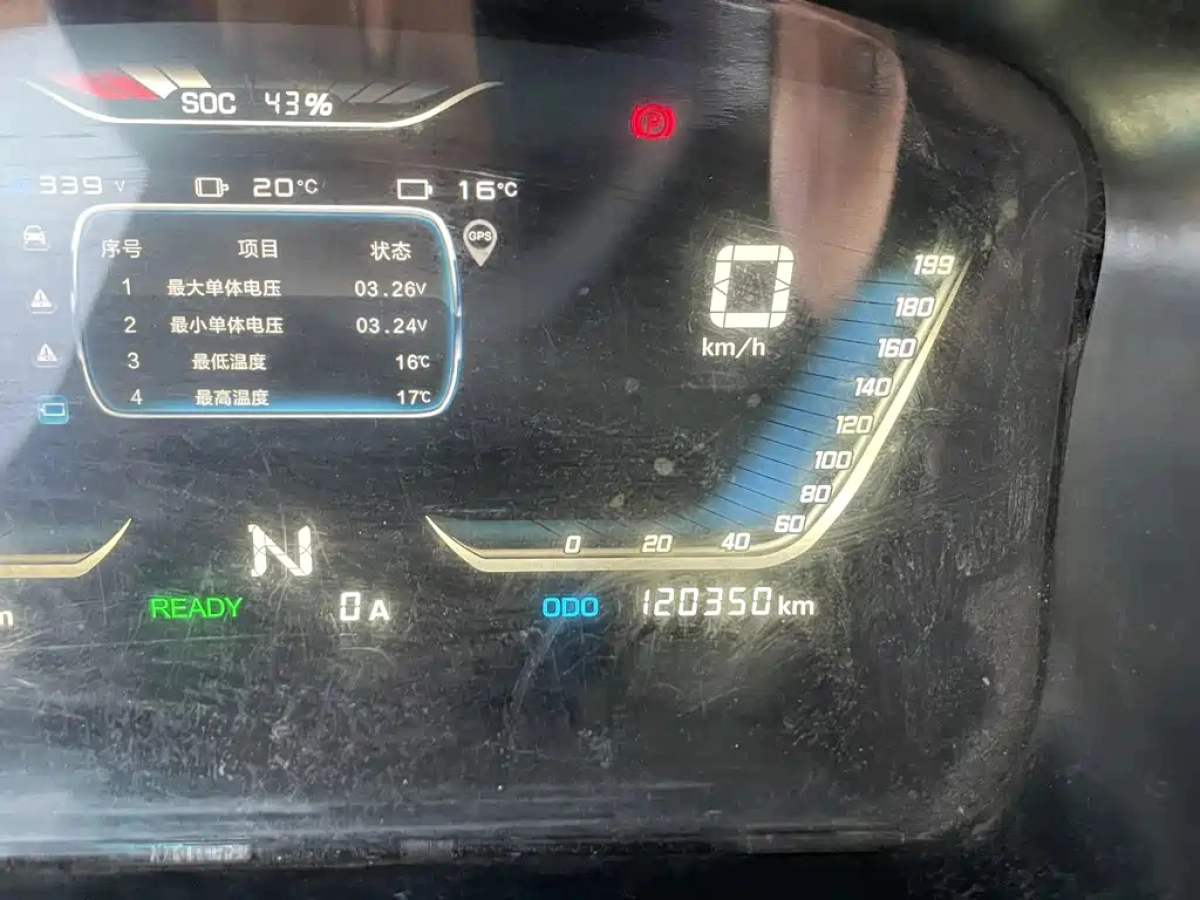 SOC 43%
339 V 20℃ 16℃
GPS
序号 项目 状态
1 最大单体电压 03.26V
2 最小单体电压 03.24V
3 最低温度 16℃
4 最高温度 17℃
P
0
km/h
199
180
160
140
120
100
80
60
0 20 40
N
m READY 0 A ODO 120350 km